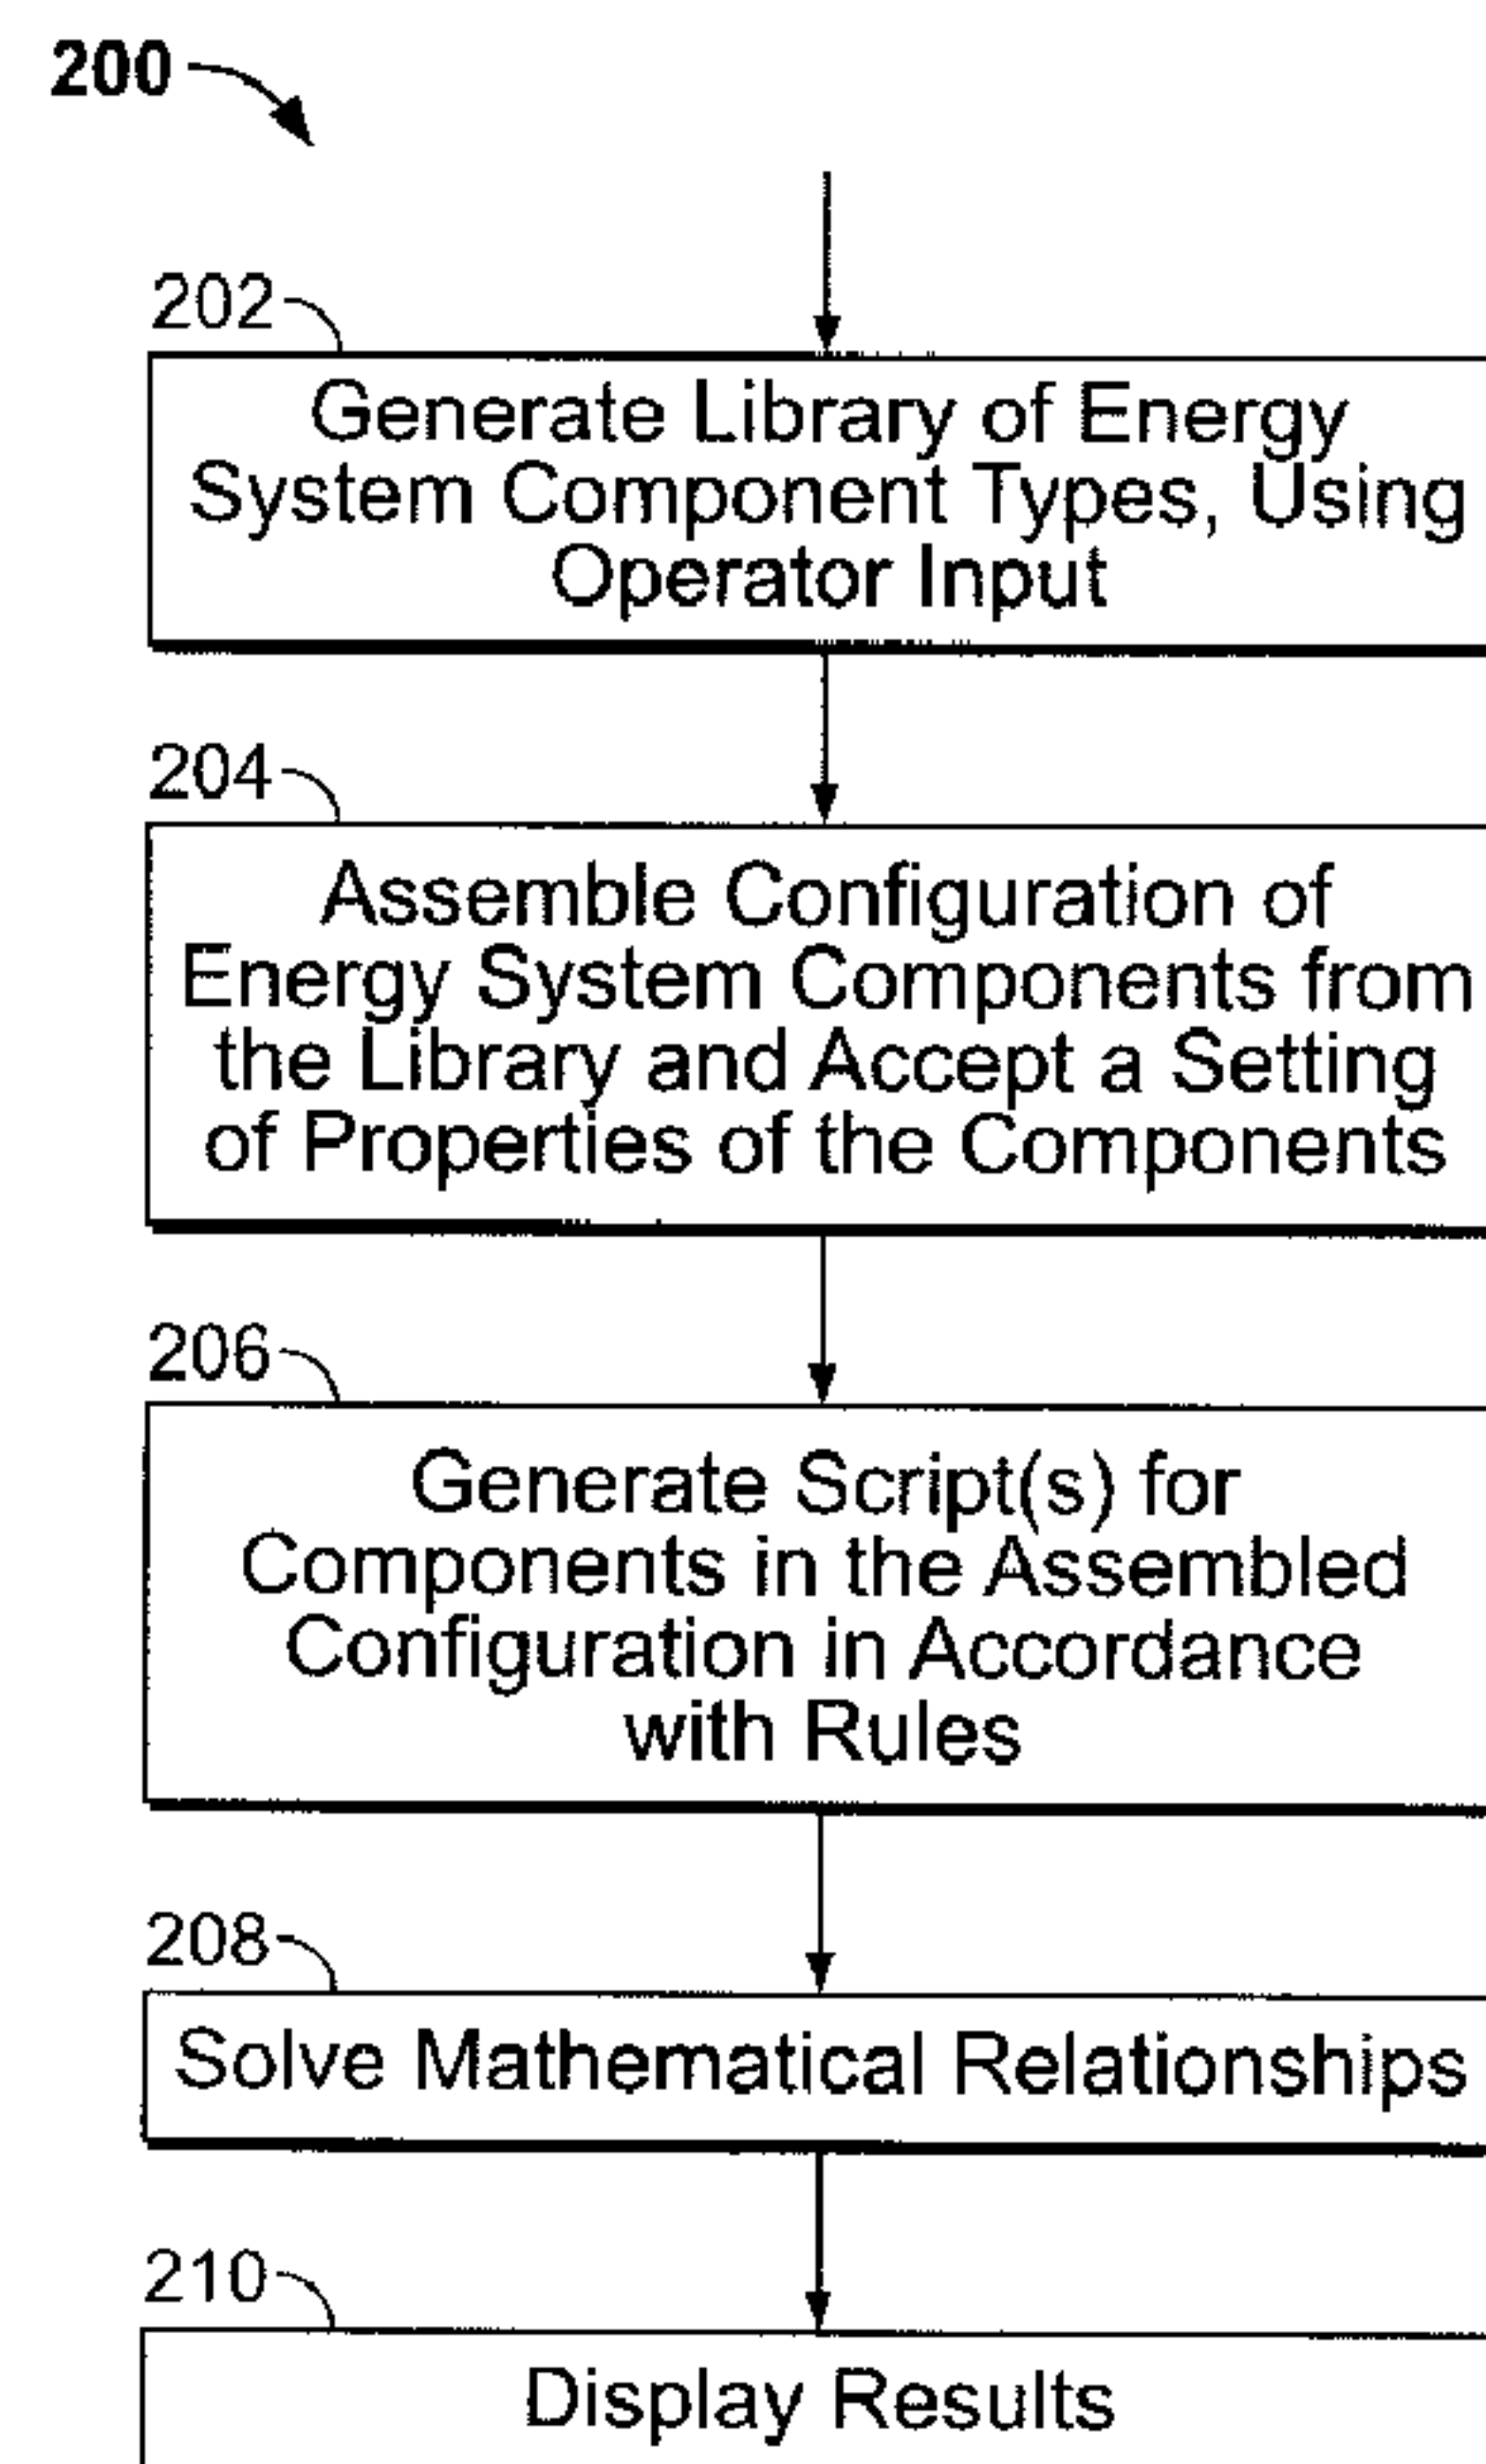 200
202
Generate Library of Energy
System Component Types, Using
Operator Input
204
Assemble Configuration of
Energy System Components from
the Library and Accept a Setting
of Properties of the Components
206
Generate Script(s) for
Components in the Assembled
Configuration in Accordance
with Rules
208
Solve Mathematical Relationships
210
Display Results